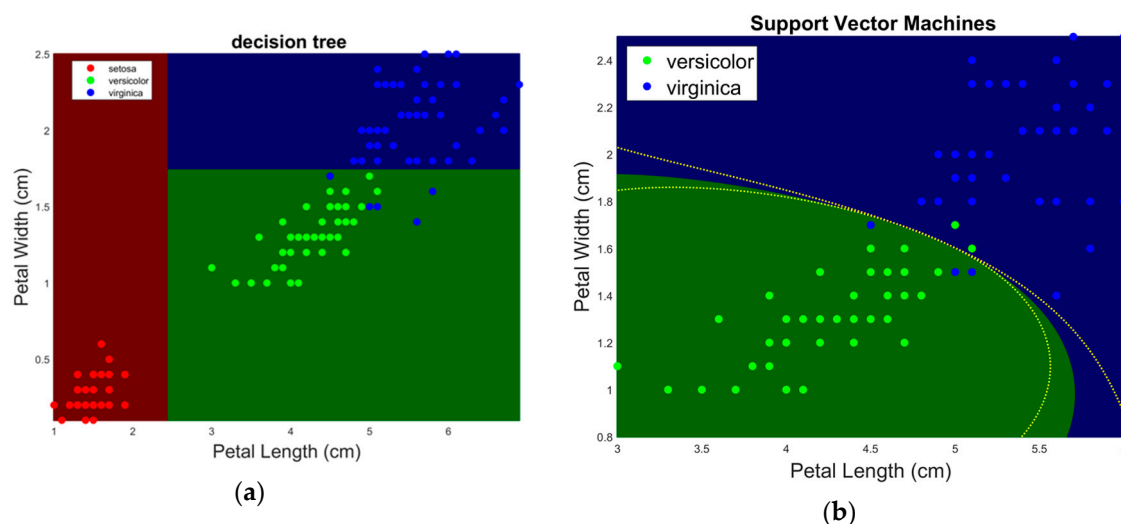 decision tree
setosa
versicolor
virginica
2.5
2
1.5
1
0.5
Petal Width (cm)
1 2 3 4 5 6
Petal Length (cm)
(a)
Support Vector Machines
versicolor
virginica
2.4
2.2
2
1.8
1.6
1.4
1.2
1
0.8
Petal Width (cm)
3 3.5 4 4.5 5 5.5
Petal Length (cm)
(b)